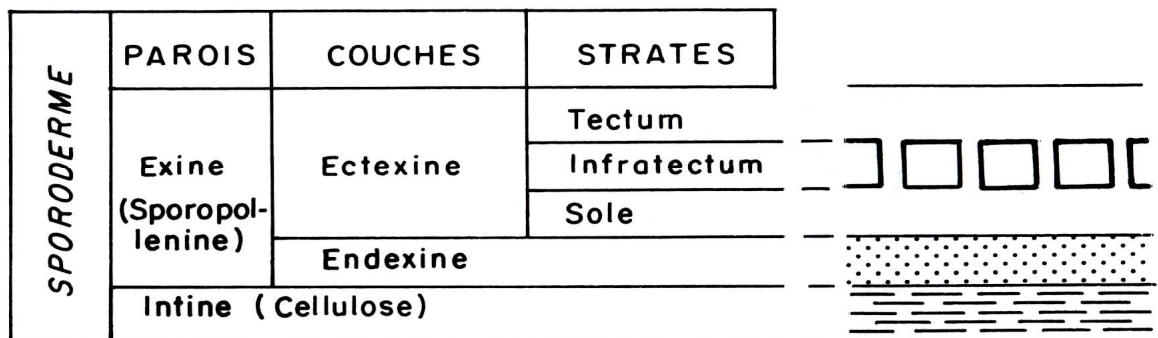 SPORODERME
PAROIS
COUCHES
STRATES
Exine
(Sporopol-
lenine)
Ectexine
Tectum
Infratectum
Sole
Endexine
Intine (Cellulose)